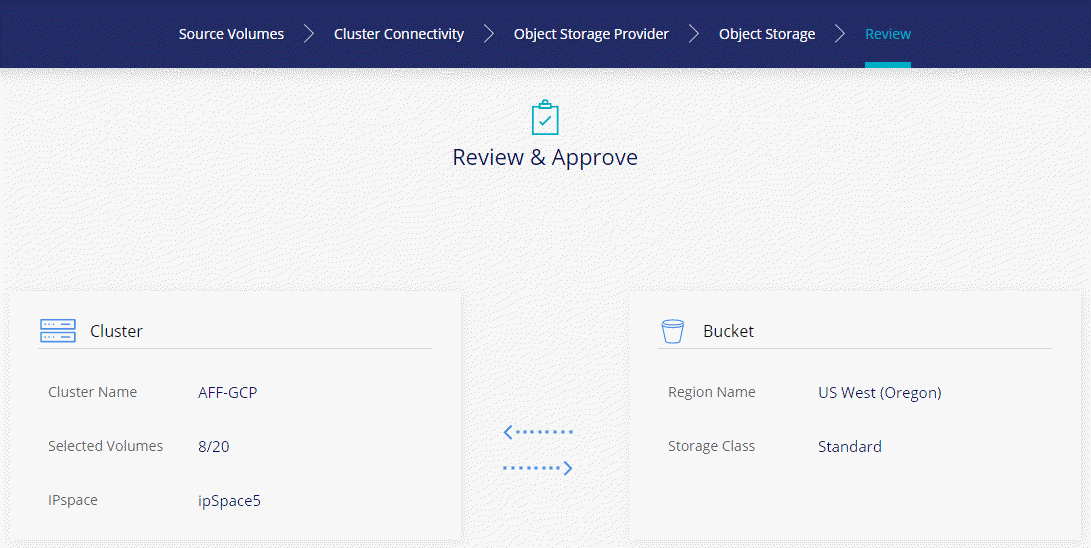 Source Volumes
Cluster Connectivity
Object Storage Provider
Object Storage
Review
Review & Approve
Cluster
Cluster Name AFF-GCP
Selected Volumes 8/20
IPspace ipSpace5
Bucket
Region Name US West (Oregon)
Storage Class Standard